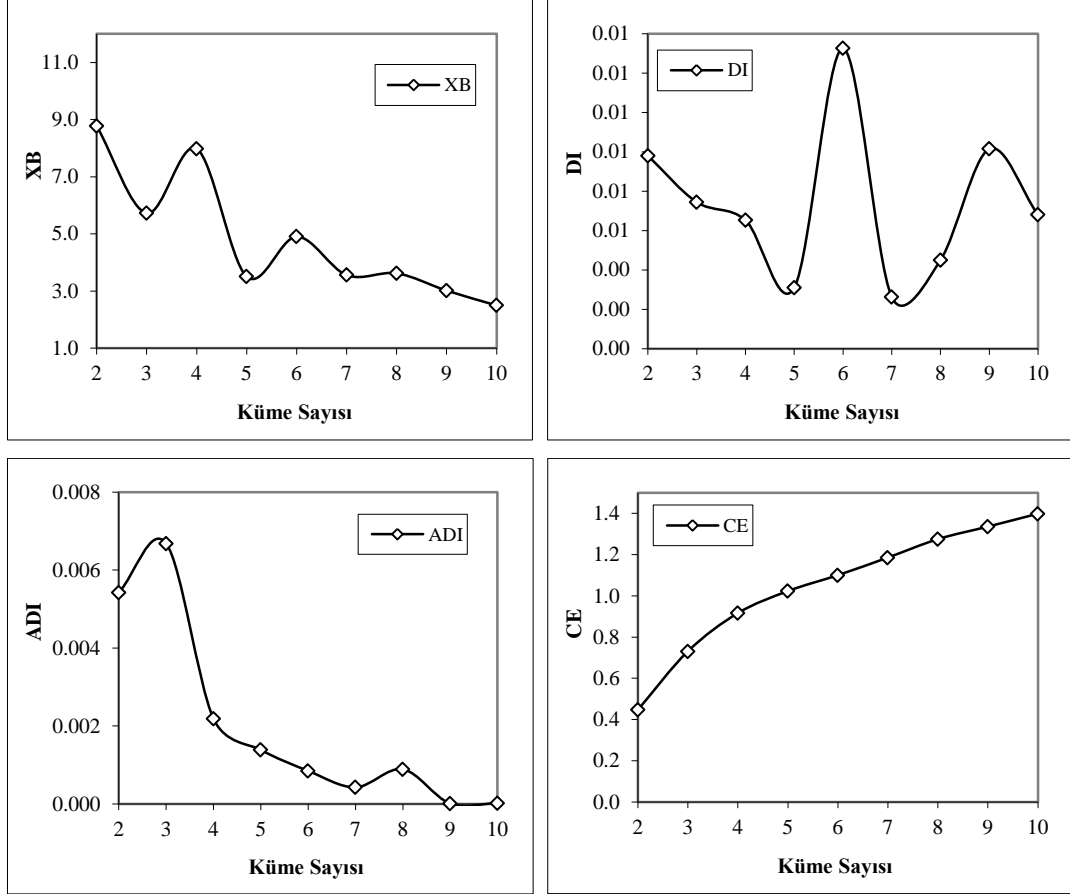 11.0
9.0
7.0
5.0
3.0
1.0
XB
XB
2 3 4 5 6 7 8 9 10
Küme Sayısı
0.01
0.01
0.01
0.01
0.01
0.01
0.00
0.00
0.00
DI
DI
2 3 4 5 6 7 8 9 10
Küme Sayısı
0.008
0.006
0.004
0.002
0.000
ADI
ADI
2 3 4 5 6 7 8 9 10
Küme Sayısı
1.4
1.2
1.0
0.8
0.6
0.4
0.2
0.0
CE
CE
2 3 4 5 6 7 8 9 10
Küme Sayısı